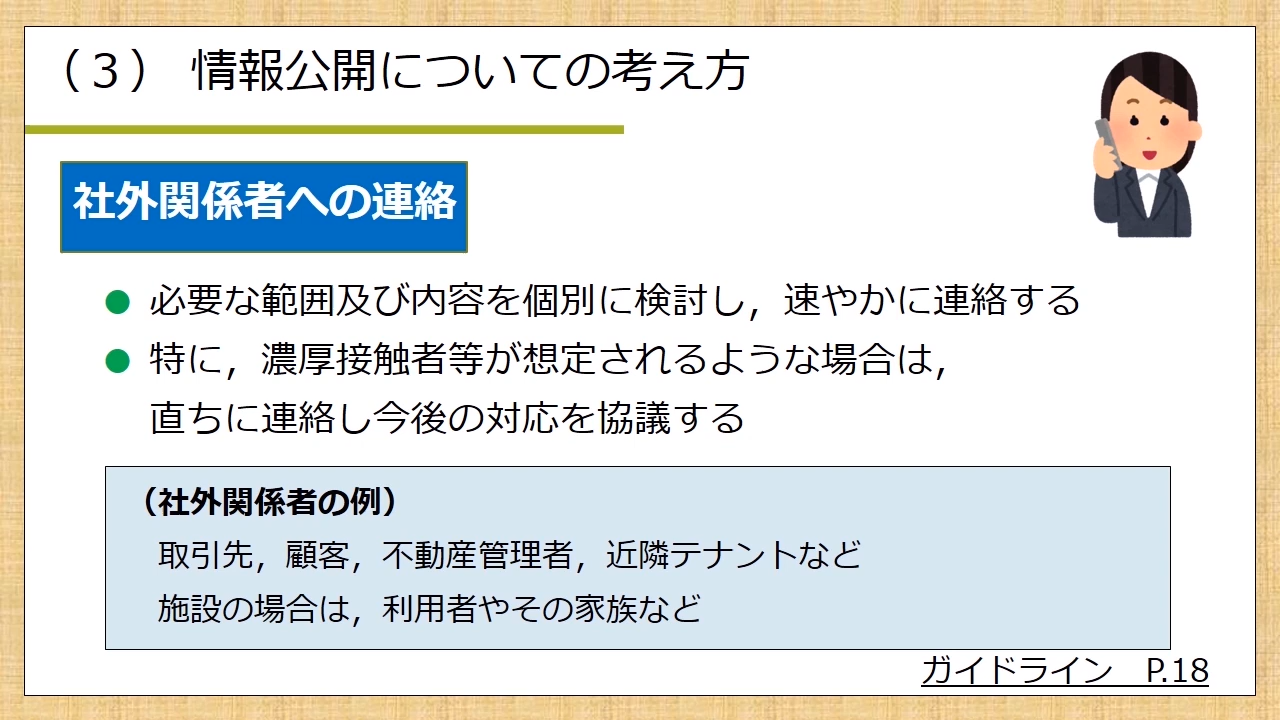 （３） 情報公開についての考え方
社外関係者への連絡
● 必要な範囲及び内容を個別に検討し，速やかに連絡する
● 特に，濃厚接触者等が想定されるような場合は，
直ちに連絡し今後の対応を協議する
（社外関係者の例）
取引先，顧客，不動産管理者，近隣テナントなど
施設の場合は，利用者やその家族など
ガイドライン　P.18